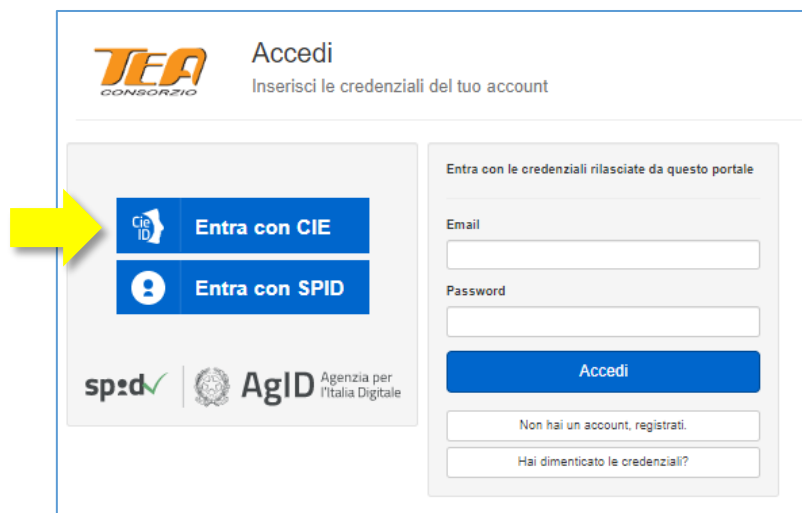 TEA
CONSORZIO
Accedi
Inserisci le credenziali del tuo account
Cie
ID
Entra con CIE
Entra con SPID
sp:d
AgID
Agenzia per
l'Italia Digitale
Entra con le credenziali rilasciate da questo portale
Email
Password
Accedi
Non hai un account, registrati.
Hai dimenticato le credenziali?